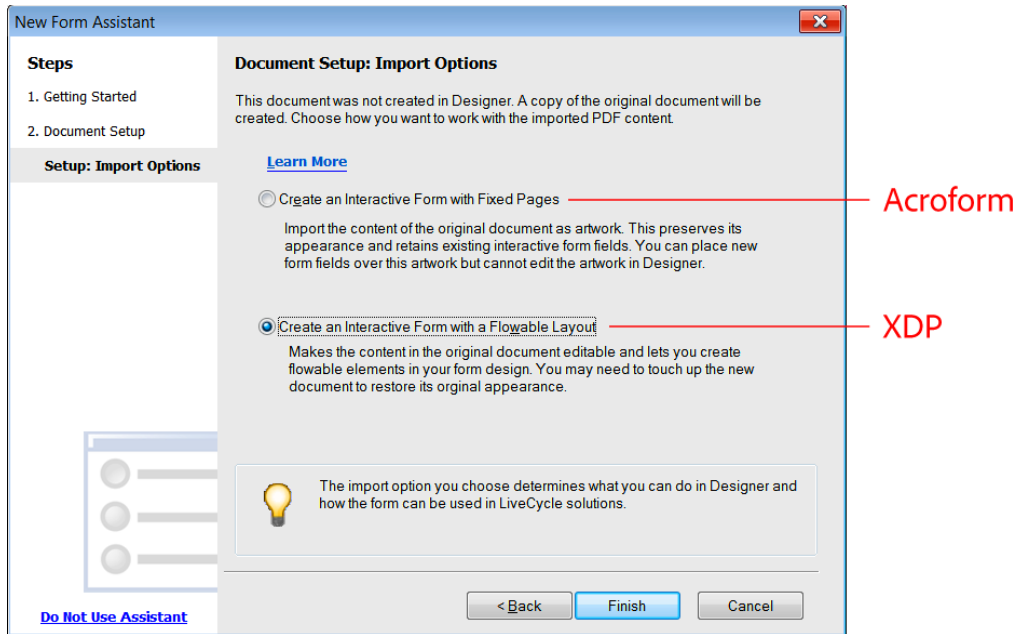 New Form Assistant
Steps
1. Getting Started
2. Document Setup
Setup: Import Options
Do Not Use Assistant
Document Setup: Import Options
This document was not created in Designer. A copy of the original document will be
created. Choose how you want to work with the imported PDF content.
Learn More
Create an Interactive Form with Fixed Pages
Acroform
Import the content of the original document as artwork. This preserves its
appearance and retains existing interactive form fields. You can place new
form fields over this artwork but cannot edit the artwork in Designer.
Create an Interactive Form with a Flowable Layout
XDP
Makes the content in the original document editable and lets you create
flowable elements in your form design. You may need to touch up the new
document to restore its orginal appearance.
The import option you choose determines what you can do in Designer and
how the form can be used in LiveCycle solutions.
< Back
Finish
Cancel